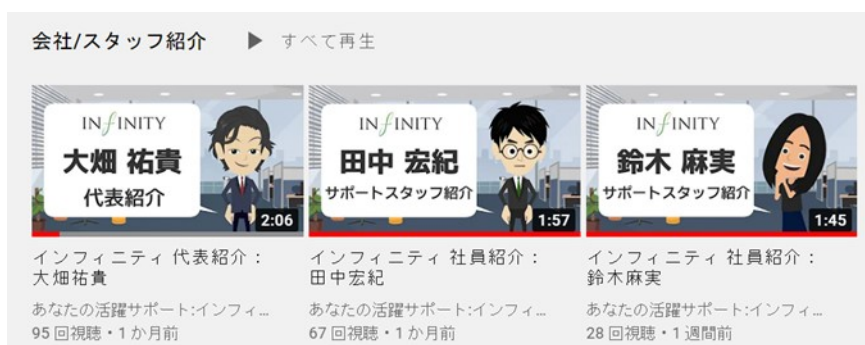 会社/スタッフ紹介 ▶ すべて再生
INfINITY
大畑 祐貴
代表紹介
2:06
インフィニティ 代表紹介：
大畑祐貴
あなたの活躍サポート:インフィ...
95 回視聴・1 か月前
INfINITY
田中 宏紀
サポートスタッフ紹介
1:57
インフィニティ 社員紹介：
田中宏紀
あなたの活躍サポート:インフィ...
67 回視聴・1 か月前
INfINITY
鈴木 麻実
サポートスタッフ紹介
1:45
インフィニティ 社員紹介：
鈴木麻実
あなたの活躍サポート:インフィ...
28 回視聴・1 週間前